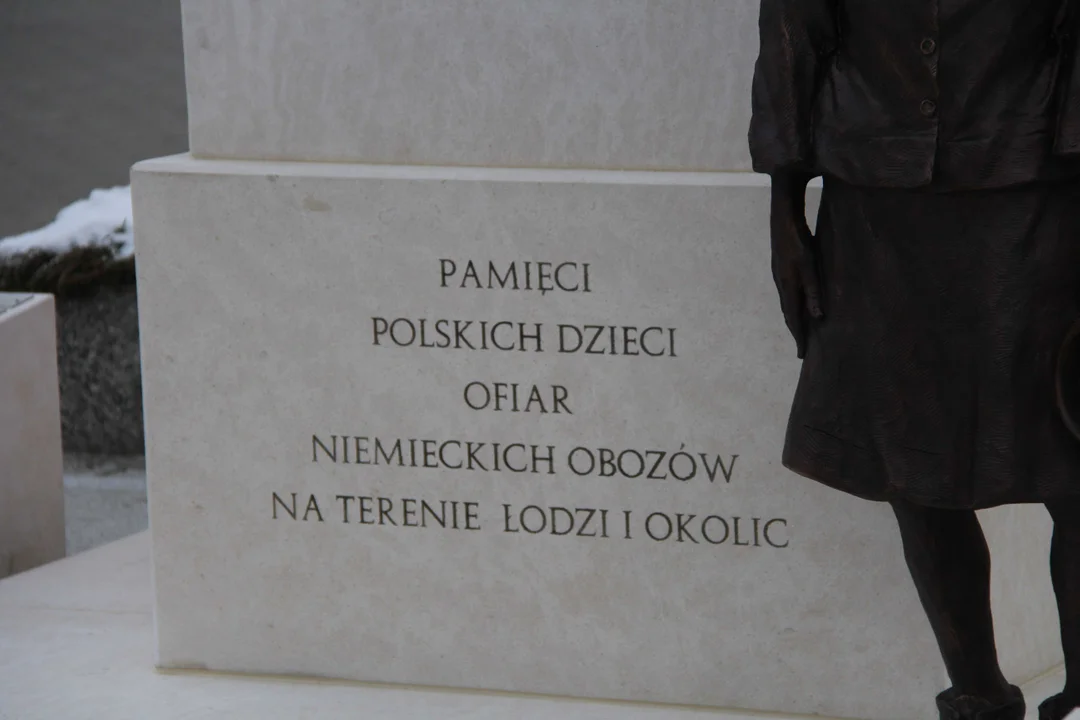 PAMIĘCI
POLSKICH DZIECI
OFIAR
NIEMIECKICH OBOZÓW
NA TERENIE ŁODZI I OKOLIC